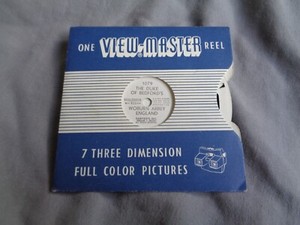 ONE VIEW-MASTER REEL
THE DUKE
OF BEDFORD'S
WOBURN ABBEY
ENGLAND
7 THREE DIMENSION
FULL COLOR PICTURES